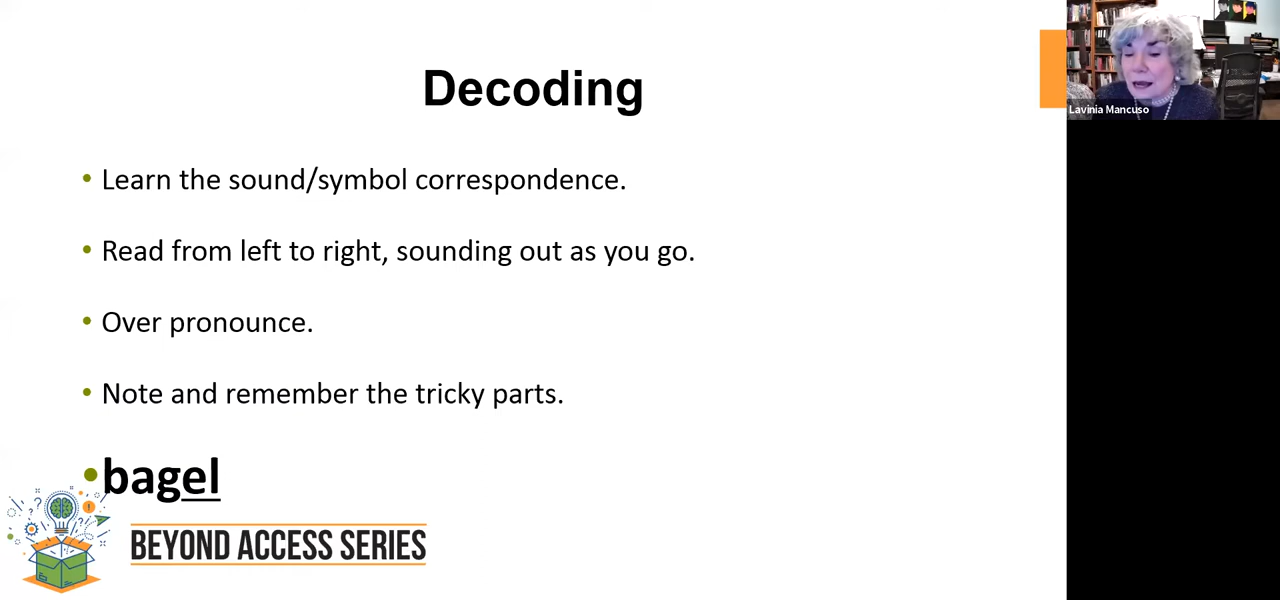 Decoding
Lavinia Mancuso
• Learn the sound/symbol correspondence.
• Read from left to right, sounding out as you go.
• Over pronounce.
• Note and remember the tricky parts.
• bagel
BEYOND ACCESS SERIES